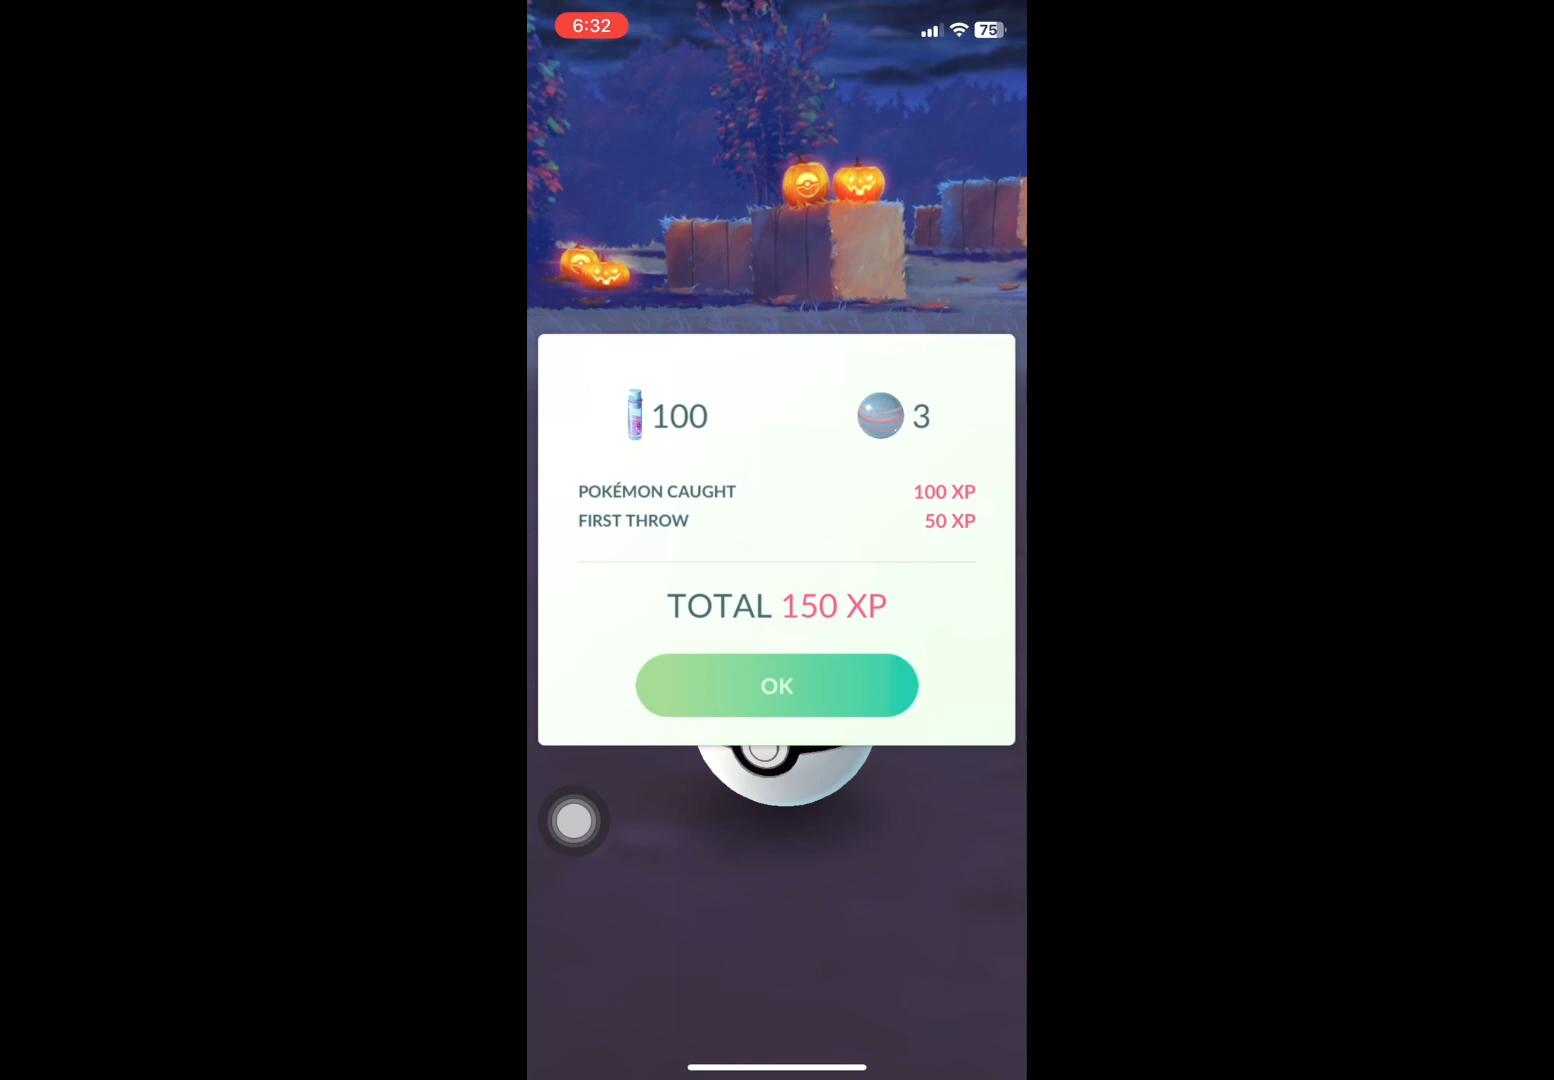 6:32
75
100
3
POKÉMON CAUGHT 100 XP
FIRST THROW 50 XP
TOTAL 150 XP
OK